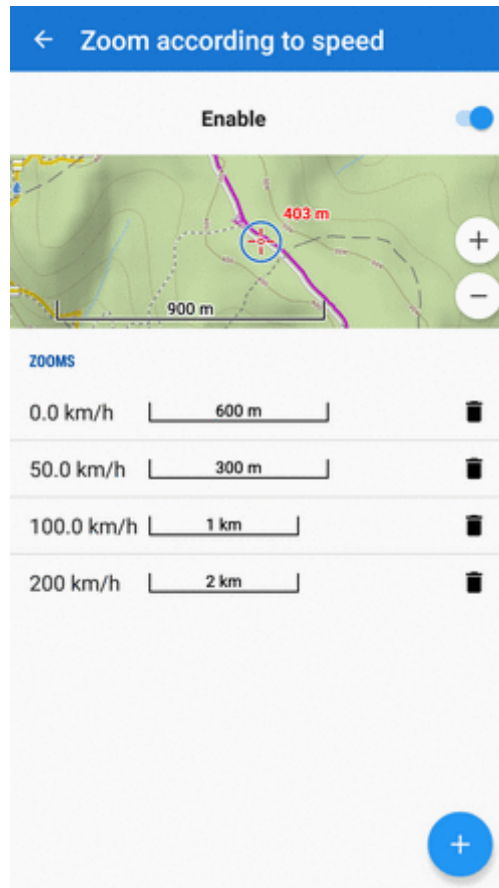 Zoom according to speed
Enable
403 m
900 m
ZOOMS
0.0 km/h 600 m
50.0 km/h 300 m
100.0 km/h 1 km
200 km/h 2 km